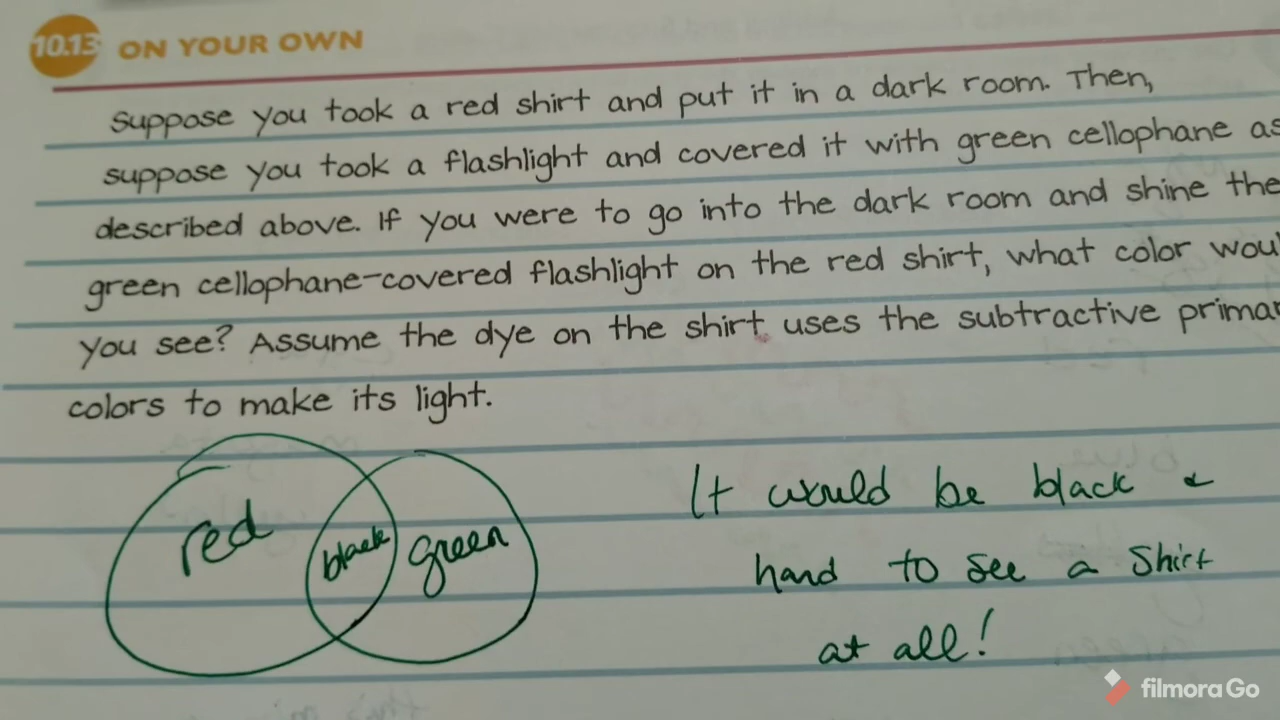 10.13 ON YOUR OWN
Suppose you took a red shirt and put it in a dark room. Then,
suppose you took a flashlight and covered it with green cellophane as
described above. If you were to go into the dark room and shine the
green cellophane-covered flashlight on the red shirt, what color woul
you see? Assume the dye on the shirt uses the subtractive primar
colors to make its light.
red black green
It would be black &
hard to see a shirt
at all!
filmoraGo